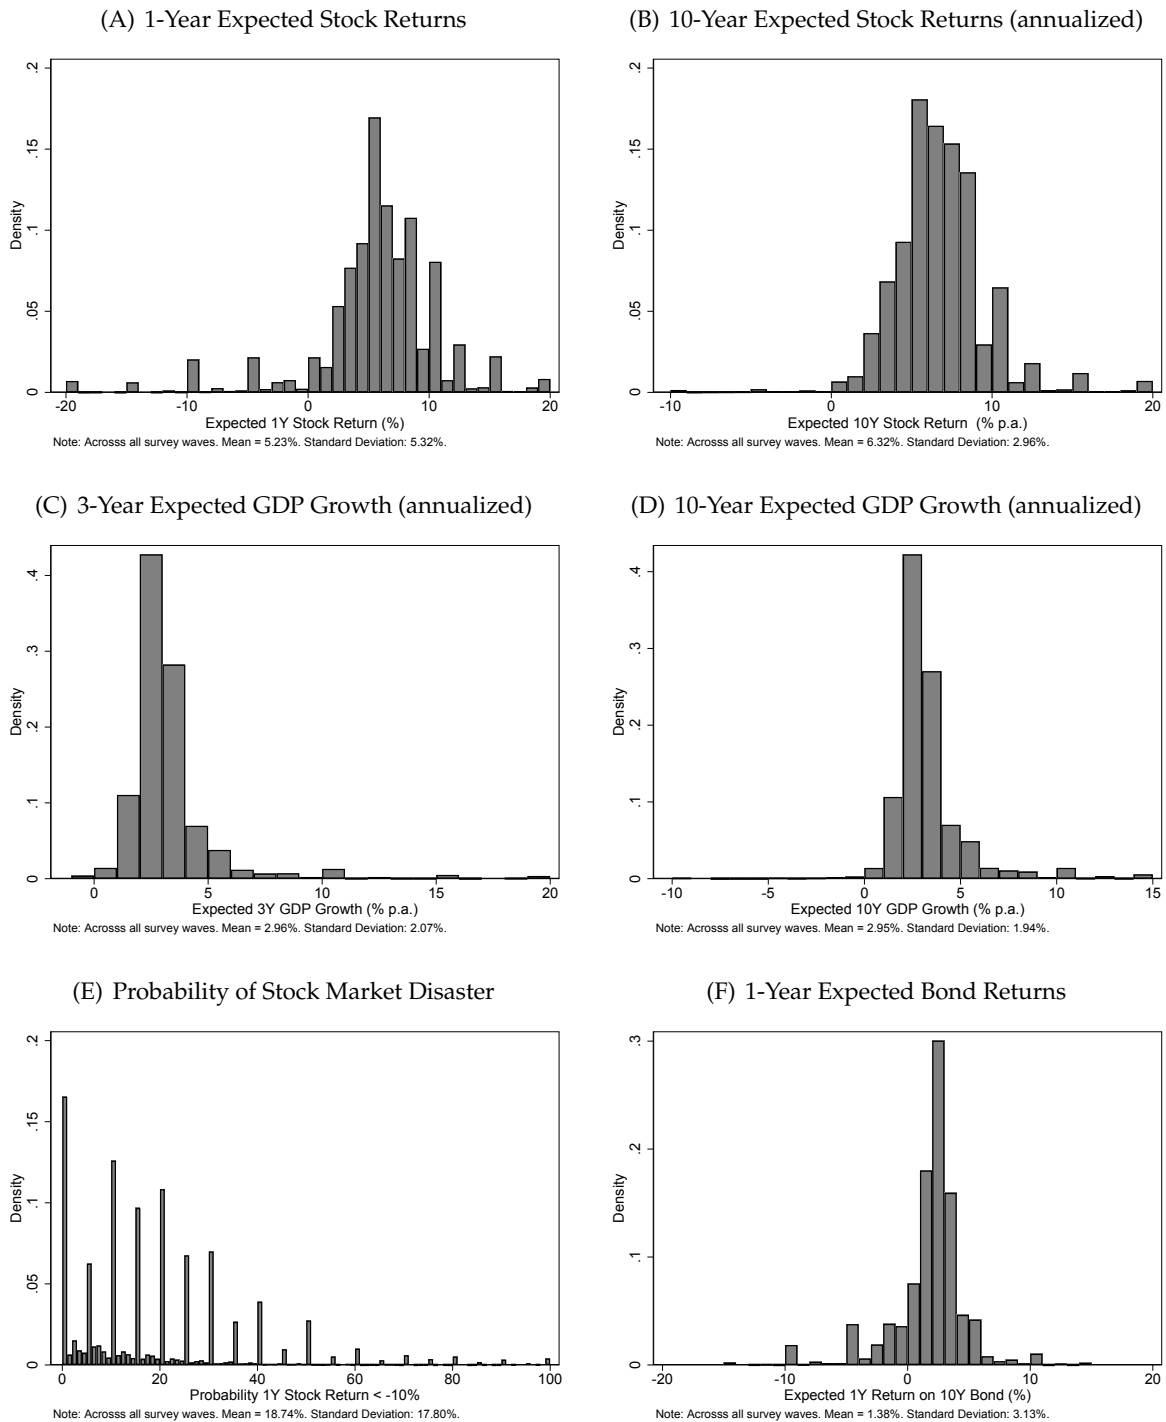 (A) 1-Year Expected Stock Returns
.2
.15
.1
.05
0
Density
-20 -10 0 10 20
Expected 1Y Stock Return (%)
Note: Acrosss all survey waves. Mean = 5.23%. Standard Deviation: 5.32%.
(B) 10-Year Expected Stock Returns (annualized)
.2
.15
.1
.05
0
Density
-10 0 10 20
Expected 10Y Stock Return (% p.a.)
Note: Acrosss all survey waves. Mean = 6.32%. Standard Deviation: 2.96%.
(C) 3-Year Expected GDP Growth (annualized)
.4
.3
.2
.1
0
Density
0 5 10 15 20
Expected 3Y GDP Growth (% p.a.)
Note: Acrosss all survey waves. Mean = 2.96%. Standard Deviation: 2.07%.
(D) 10-Year Expected GDP Growth (annualized)
.4
.3
.2
.1
0
Density
-10 -5 0 5 10 15
Expected 10Y GDP Growth (% p.a.)
Note: Acrosss all survey waves. Mean = 2.95%. Standard Deviation: 1.94%.
(E) Probability of Stock Market Disaster
.2
.15
.1
.05
0
Density
0 20 40 60 80 100
Probability 1Y Stock Return < -10%
Note: Acrosss all survey waves. Mean = 18.74%. Standard Deviation: 17.80%.
(F) 1-Year Expected Bond Returns
.3
.2
.1
0
Density
-20 -10 0 10 20
Expected 1Y Return on 10Y Bond (%)
Note: Acrosss all survey waves. Mean = 1.38%. Standard Deviation: 3.13%.